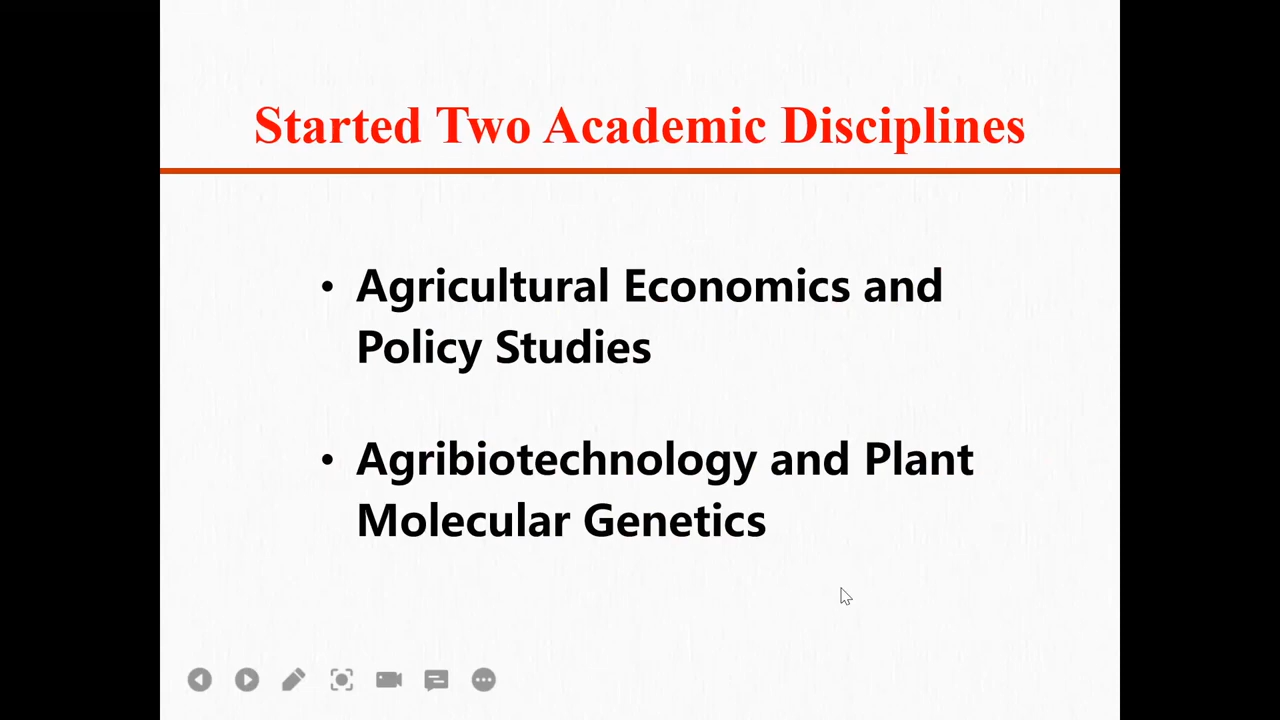 Started Two Academic Disciplines
• Agricultural Economics and
Policy Studies
• Agribiotechnology and Plant
Molecular Genetics